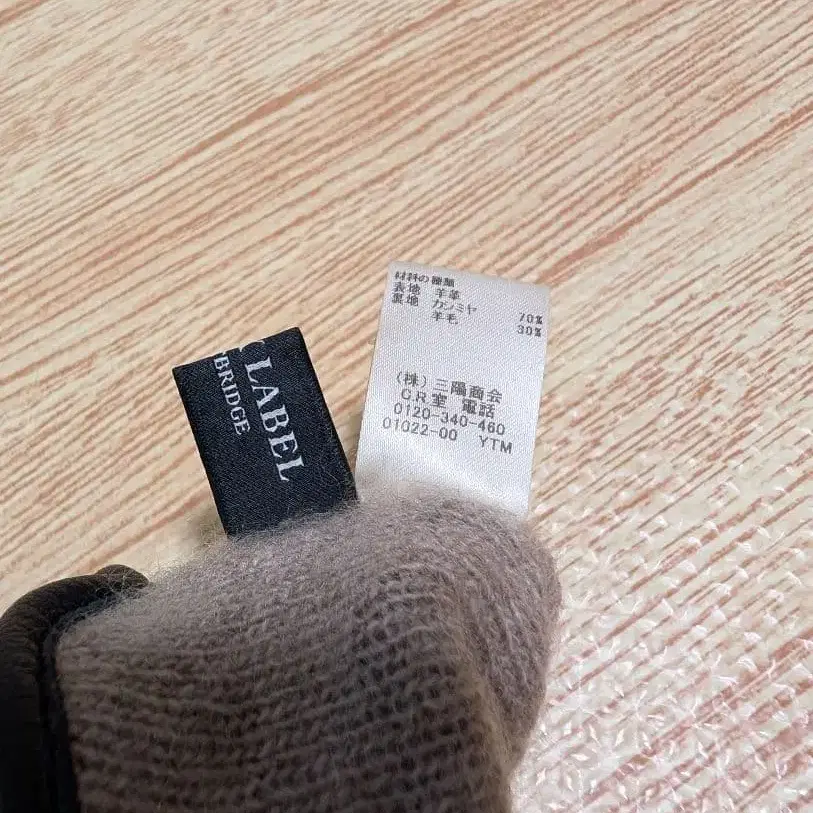 LABEL
BRIDGE
材料の種類
表地 羊革
裏地 カシミヤ 70%
羊毛 30%
(株)三陽商会
C.R室 電話
0120-340-460
01022-00 YTM